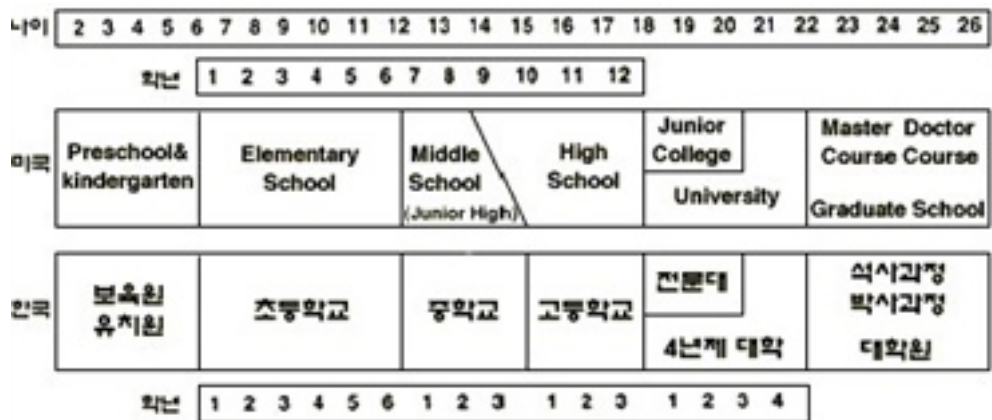 나이 2 3 4 5 6 7 8 9 10 11 12 13 14 15 16 17 18 19 20 21 22 23 24 25 26
학년 1 2 3 4 5 6 7 8 9 10 11 12
미국
Preschool&
kindergarten
Elementary
School
Middle
School
(Junior High)
High
School
Junior
College
University
Master Doctor
Course Course
Graduate School
한국
보육원
유치원
초등학교
중학교
고등학교
전문대
4년제 대학
석사과정
박사과정
대학원
학년 1 2 3 4 5 6 1 2 3 1 2 3 1 2 3 4